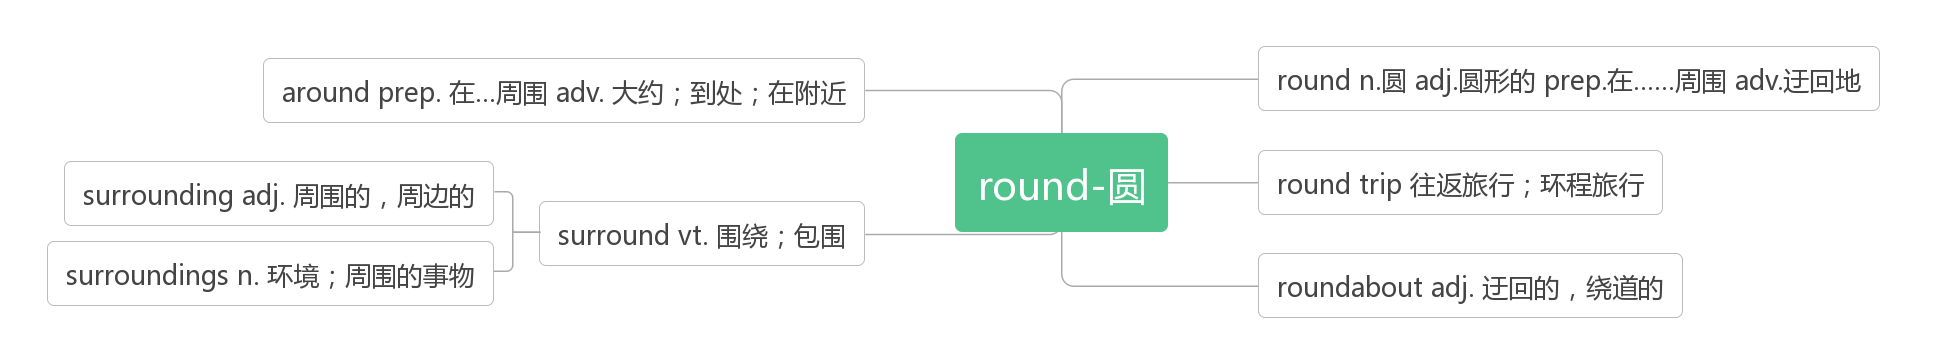 round-圆
round n.圆 adj.圆形的 prep.在……周围 adv.迂回地
round trip 往返旅行；环程旅行
roundabout adj. 迂回的，绕道的
around prep. 在...周围 adv. 大约；到处；在附近
surround vt. 围绕；包围
surrounding adj. 周围的，周边的
surroundings n. 环境；周围的事物